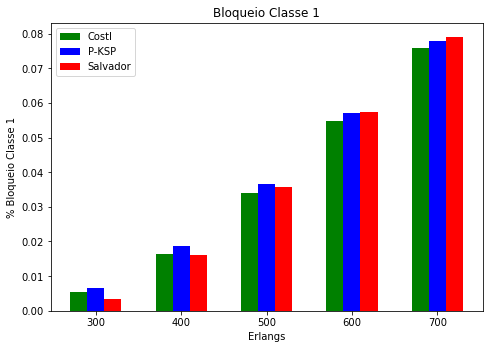 Bloqueio Classe 1
CostI
P-KSP
Salvador
% Bloqueio Classe 1
0.08
0.07
0.06
0.05
0.04
0.03
0.02
0.01
0.00
300 400 500 600 700
Erlangs